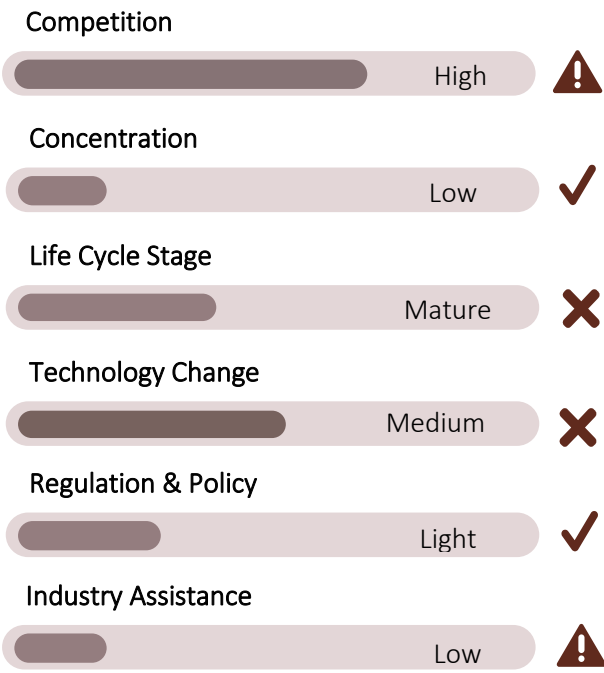 Competition
High
Concentration
Low
Life Cycle Stage
Mature
Technology Change
Medium
Regulation & Policy
Light
Industry Assistance
Low